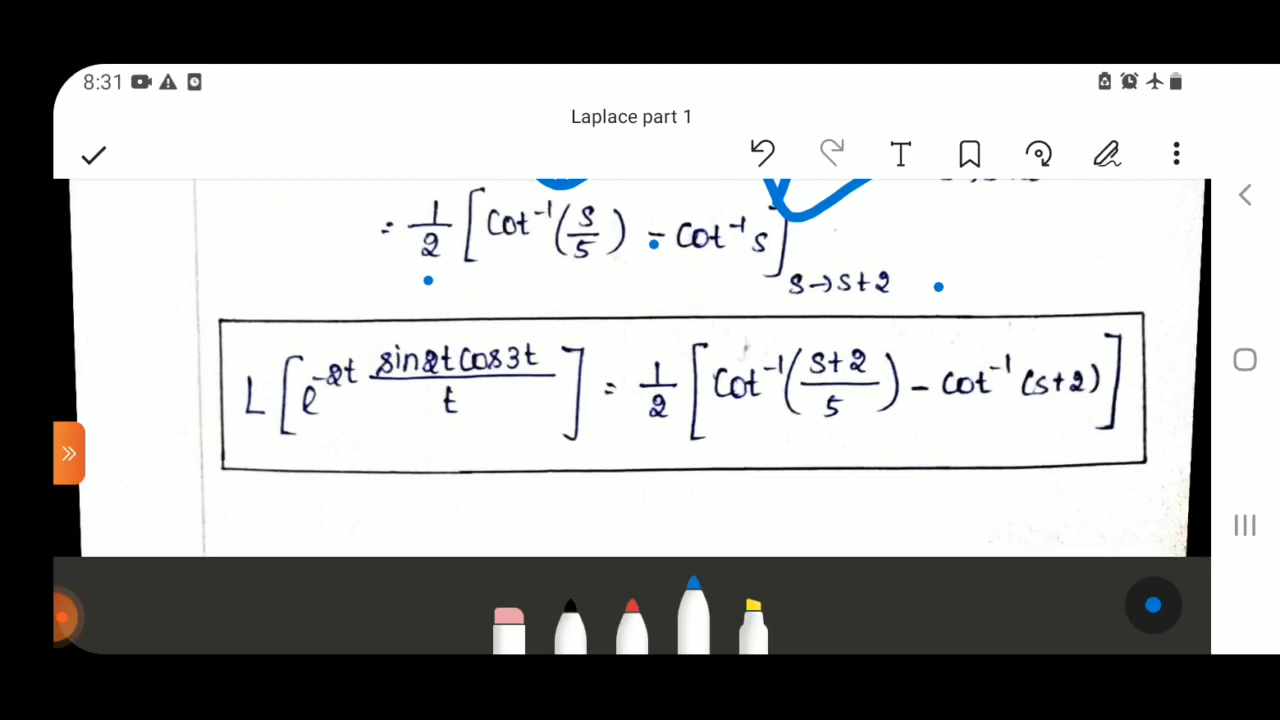 8:31
Laplace part 1
= 1/2 [cot⁻¹(s/5) - cot⁻¹ s] s→s+2
L[e^-2t sin2t cos3t / t] = 1/2 [cot⁻¹((s+2)/5) - cot⁻¹ (s+2)]